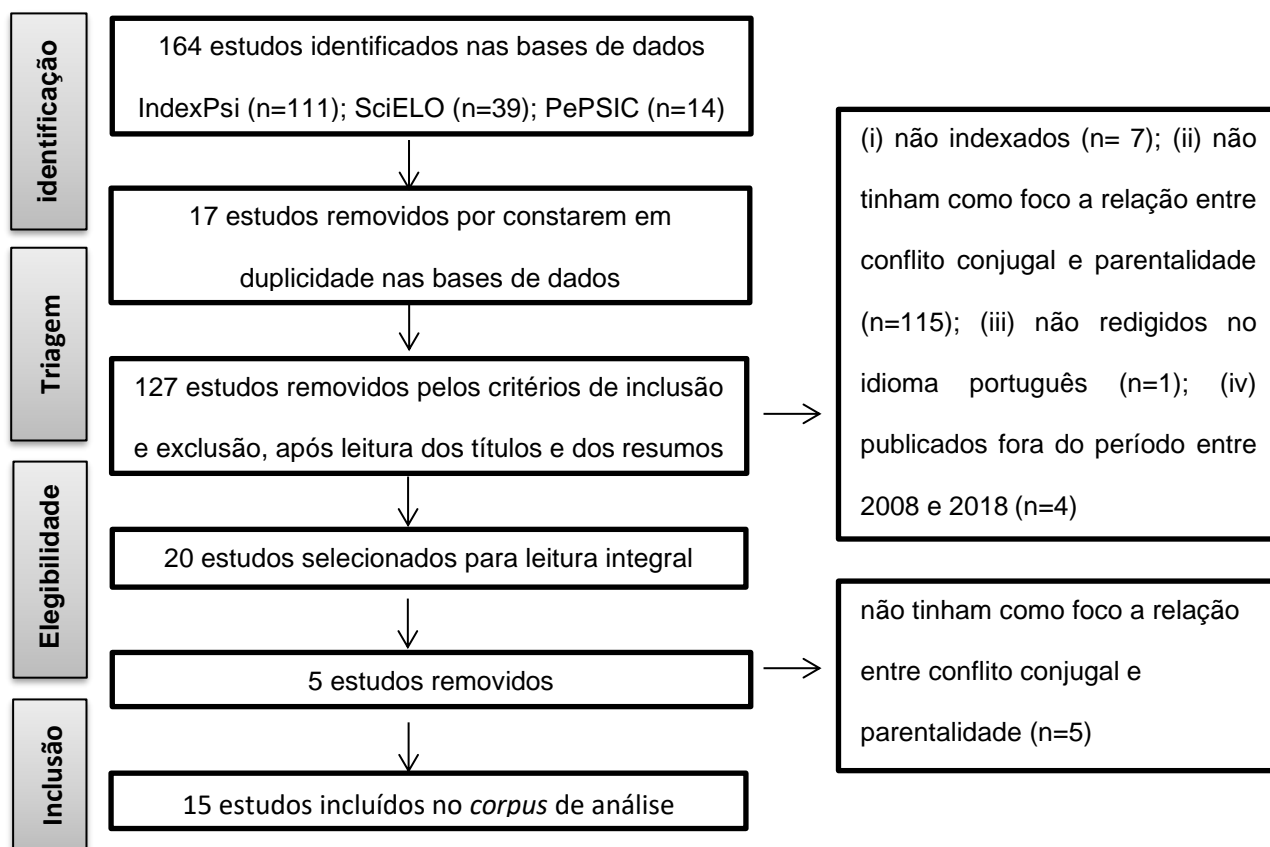 identificação
164 estudos identificados nas bases de dados
IndexPsi (n=111); SciELO (n=39); PePSIC (n=14)
17 estudos removidos por constarem em
duplicidade nas bases de dados
Triagem
127 estudos removidos pelos critérios de inclusão
e exclusão, após leitura dos títulos e dos resumos
(i) não indexados (n= 7); (ii) não
tinham como foco a relação entre
conflito conjugal e parentalidade
(n=115); (iii) não redigidos no
idioma português (n=1); (iv)
publicados fora do período entre
2008 e 2018 (n=4)
Elegibilidade
20 estudos selecionados para leitura integral
5 estudos removidos
não tinham como foco a relação
entre conflito conjugal e
parentalidade (n=5)
Inclusão
15 estudos incluídos no corpus de análise